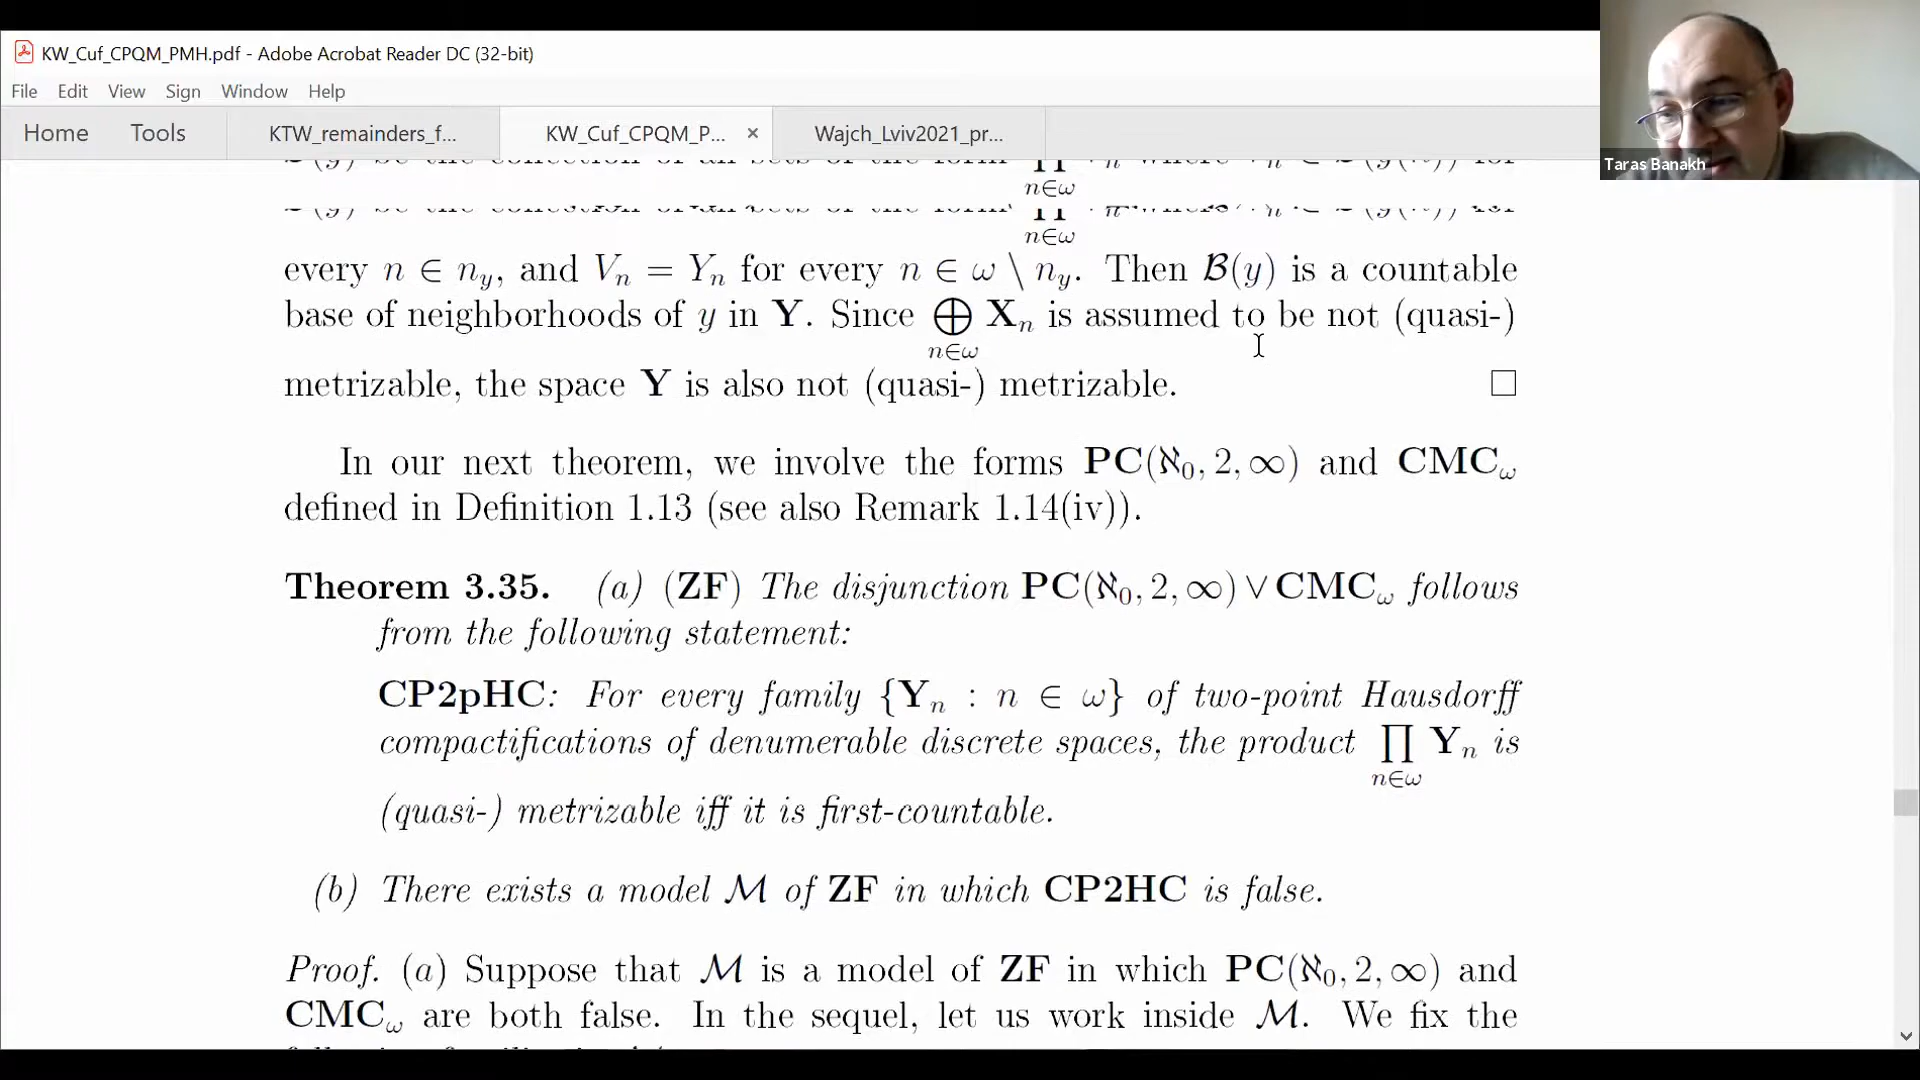 KW_Cuf_CPQM_PMH.pdf - Adobe Acrobat Reader DC (32-bit)
File Edit View Sign Window Help
Home Tools KTW_remainders_f... KW_Cuf_CPQM_P... × Wajch_Lviv2021_pr...
Taras Banakh
n∈ω
n∈ω
every n ∈ n_y, and V_n = Y_n for every n ∈ ω \ n_y. Then ℬ(y) is a countable
base of neighborhoods of y in Y. Since ⊕ X_n is assumed to be not (quasi-)
n∈ω
metrizable, the space Y is also not (quasi-) metrizable. □
In our next theorem, we involve the forms PC(ℵ₀, 2, ∞) and CMC_ω
defined in Definition 1.13 (see also Remark 1.14(iv)).
Theorem 3.35. (a) (ZF) The disjunction PC(ℵ₀, 2, ∞) ∨ CMC_ω follows
from the following statement:
CP2pHC: For every family {Y_n : n ∈ ω} of two-point Hausdorff
compactifications of denumerable discrete spaces, the product ∏ Y_n is
n∈ω
(quasi-) metrizable iff it is first-countable.
(b) There exists a model ℳ of ZF in which CP2HC is false.
Proof. (a) Suppose that ℳ is a model of ZF in which PC(ℵ₀, 2, ∞) and
CMC_ω are both false. In the sequel, let us work inside ℳ. We fix the